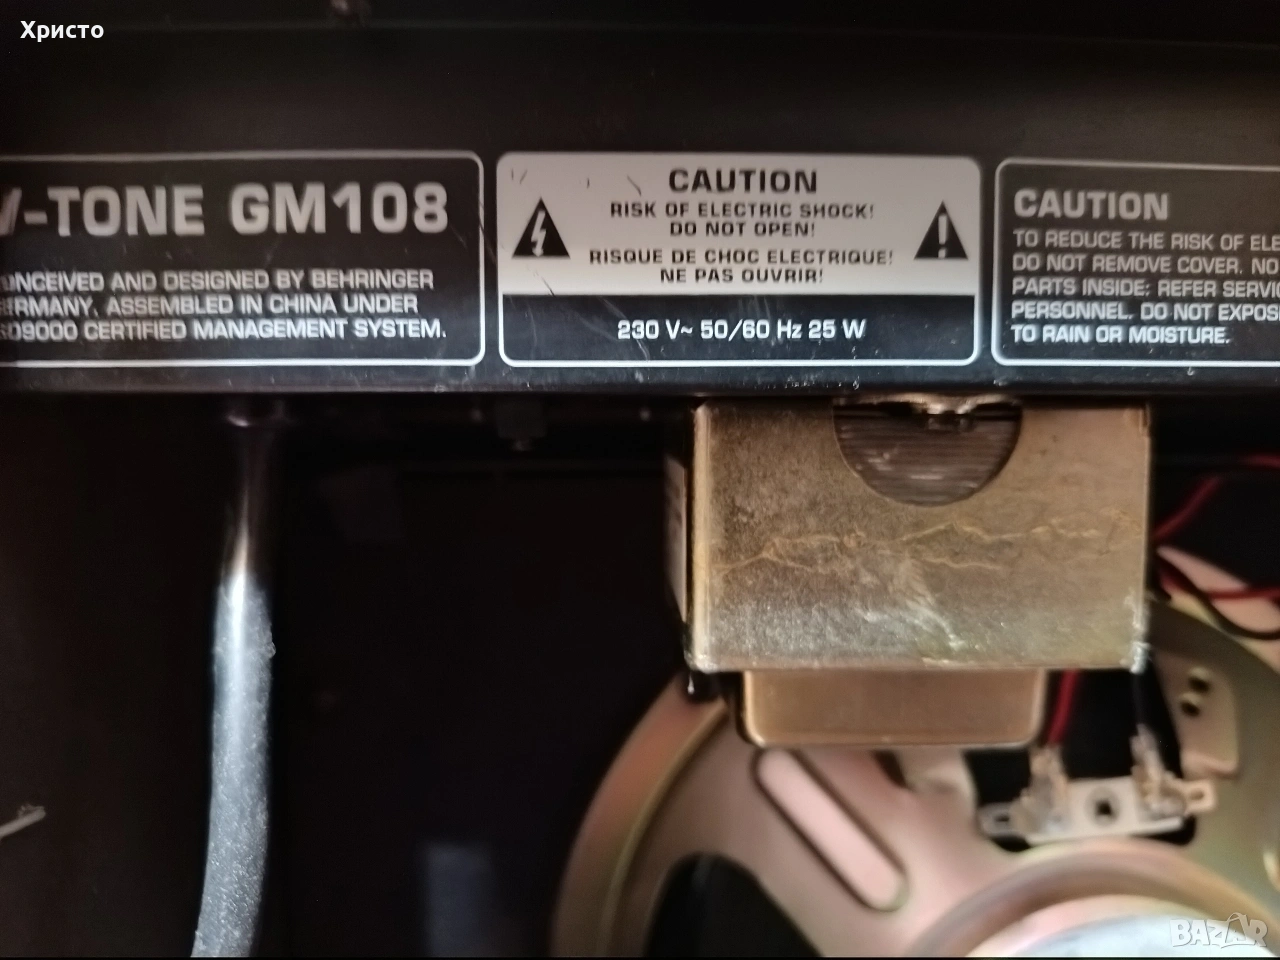 Христо
V-TONE GM108
CONCEIVED AND DESIGNED BY BEHRINGER
GERMANY. ASSEMBLED IN CHINA UNDER
ISO9000 CERTIFIED MANAGEMENT SYSTEM.
CAUTION
RISK OF ELECTRIC SHOCK!
DO NOT OPEN!
RISQUE DE CHOC ELECTRIQUE!
NE PAS OUVRIR!
230 V~ 50/60 Hz 25 W
CAUTION
TO REDUCE THE RISK OF ELE
DO NOT REMOVE COVER. NO
PARTS INSIDE: REFER SERVIC
PERSONNEL. DO NOT EXPOS
TO RAIN OR MOISTURE.
BAZAR